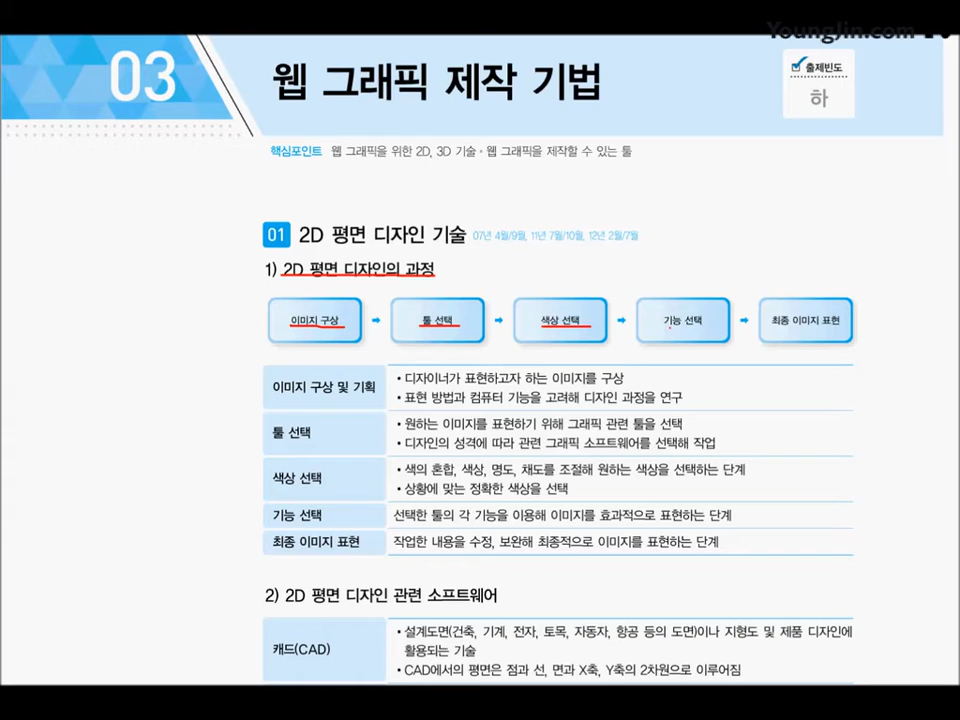 YoungJin.com
03
웹 그래픽 제작 기법
출제빈도
하
핵심포인트 웹 그래픽을 위한 2D, 3D 기술 • 웹 그래픽을 제작할 수 있는 툴
01 2D 평면 디자인 기술 07년 4월/9월, 11년 7월/10월, 12년 2월/7월
1) 2D 평면 디자인의 과정
이미지 구상 ➡ 툴 선택 ➡ 색상 선택 ➡ 기능 선택 ➡ 최종 이미지 표현
이미지 구상 및 기획
• 디자이너가 표현하고자 하는 이미지를 구상
• 표현 방법과 컴퓨터 기능을 고려해 디자인 과정을 연구
툴 선택
• 원하는 이미지를 표현하기 위해 그래픽 관련 툴을 선택
• 디자인의 성격에 따라 관련 그래픽 소프트웨어를 선택해 작업
색상 선택
• 색의 혼합, 색상, 명도, 채도를 조절해 원하는 색상을 선택하는 단계
• 상황에 맞는 정확한 색상을 선택
기능 선택
선택한 툴의 각 기능을 이용해 이미지를 효과적으로 표현하는 단계
최종 이미지 표현
작업한 내용을 수정, 보완해 최종적으로 이미지를 표현하는 단계
2) 2D 평면 디자인 관련 소프트웨어
캐드(CAD)
• 설계도면(건축, 기계, 전자, 토목, 자동차, 항공 등의 도면)이나 지형도 및 제품 디자인에
활용되는 기술
• CAD에서의 평면은 점과 선, 면과 X축, Y축의 2차원으로 이루어짐